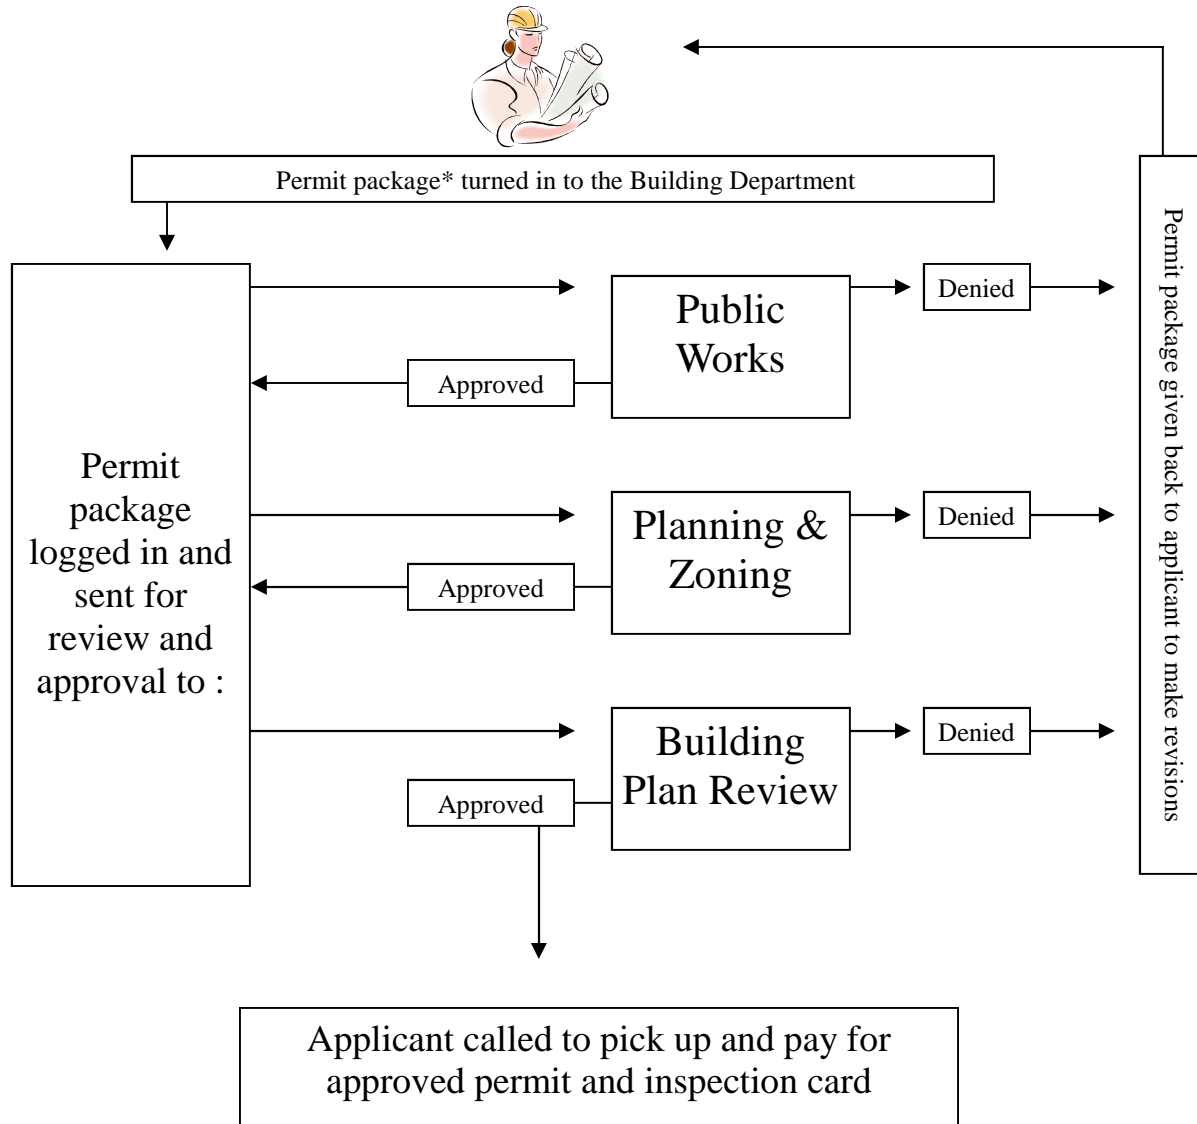 Permit package* turned in to the Building Department
Permit
package
logged in and
sent for
review and
approval to :
Public
Works
Denied
Approved
Planning &
Zoning
Denied
Approved
Building
Plan Review
Denied
Approved
Permit package given back to applicant to make revisions
Applicant called to pick up and pay for
approved permit and inspection card